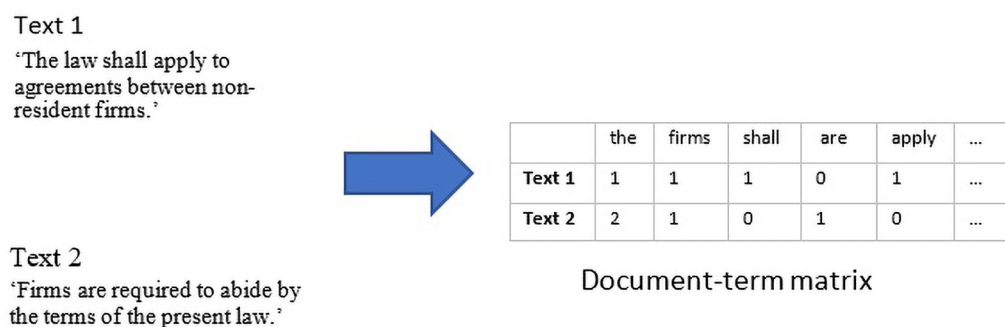 Text 1
‘The law shall apply to
agreements between non-
resident firms.’
the firms shall are apply ...
Text 1 1 1 1 0 1 ...
Text 2 2 1 0 1 0 ...
Document-term matrix
Text 2
‘Firms are required to abide by
the terms of the present law.’